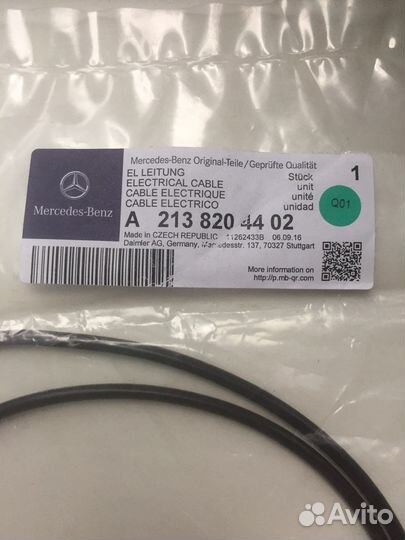 Mercedes-Benz
Mercedes-Benz Original-Teile/Geprüfte Qualität
EL LEITUNG
ELECTRICAL CABLE
CABLE ELECTRIQUE
CABLE ELECTRICO
Stück
unit
unité
unidad
1
Q01
A 213 820 44 02
Made in CZECH REPUBLIC 11262433B 06.09.16
Daimler AG, Germany, Mercedesstr. 137, 70327 Stuttgart
More information on
http://p.mb-qr.com
Avito